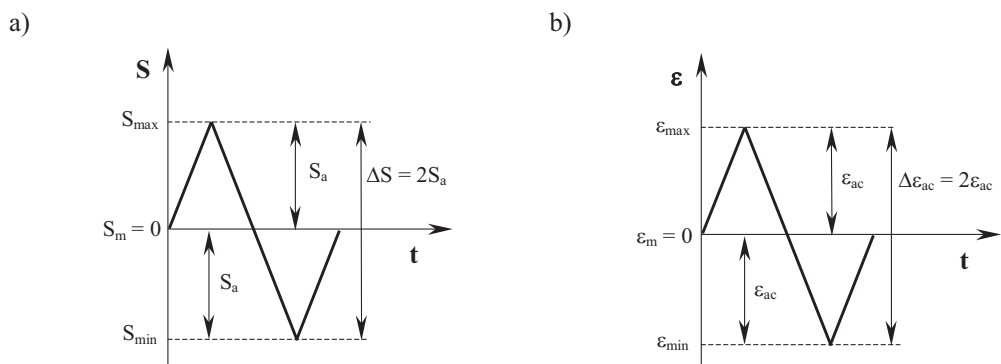 a)
S
S_max
S_a
ΔS = 2S_a
S_m = 0
t
S_a
S_min
b)
ε
ε_max
ε_ac
Δε_ac = 2ε_ac
ε_m = 0
t
ε_ac
ε_min